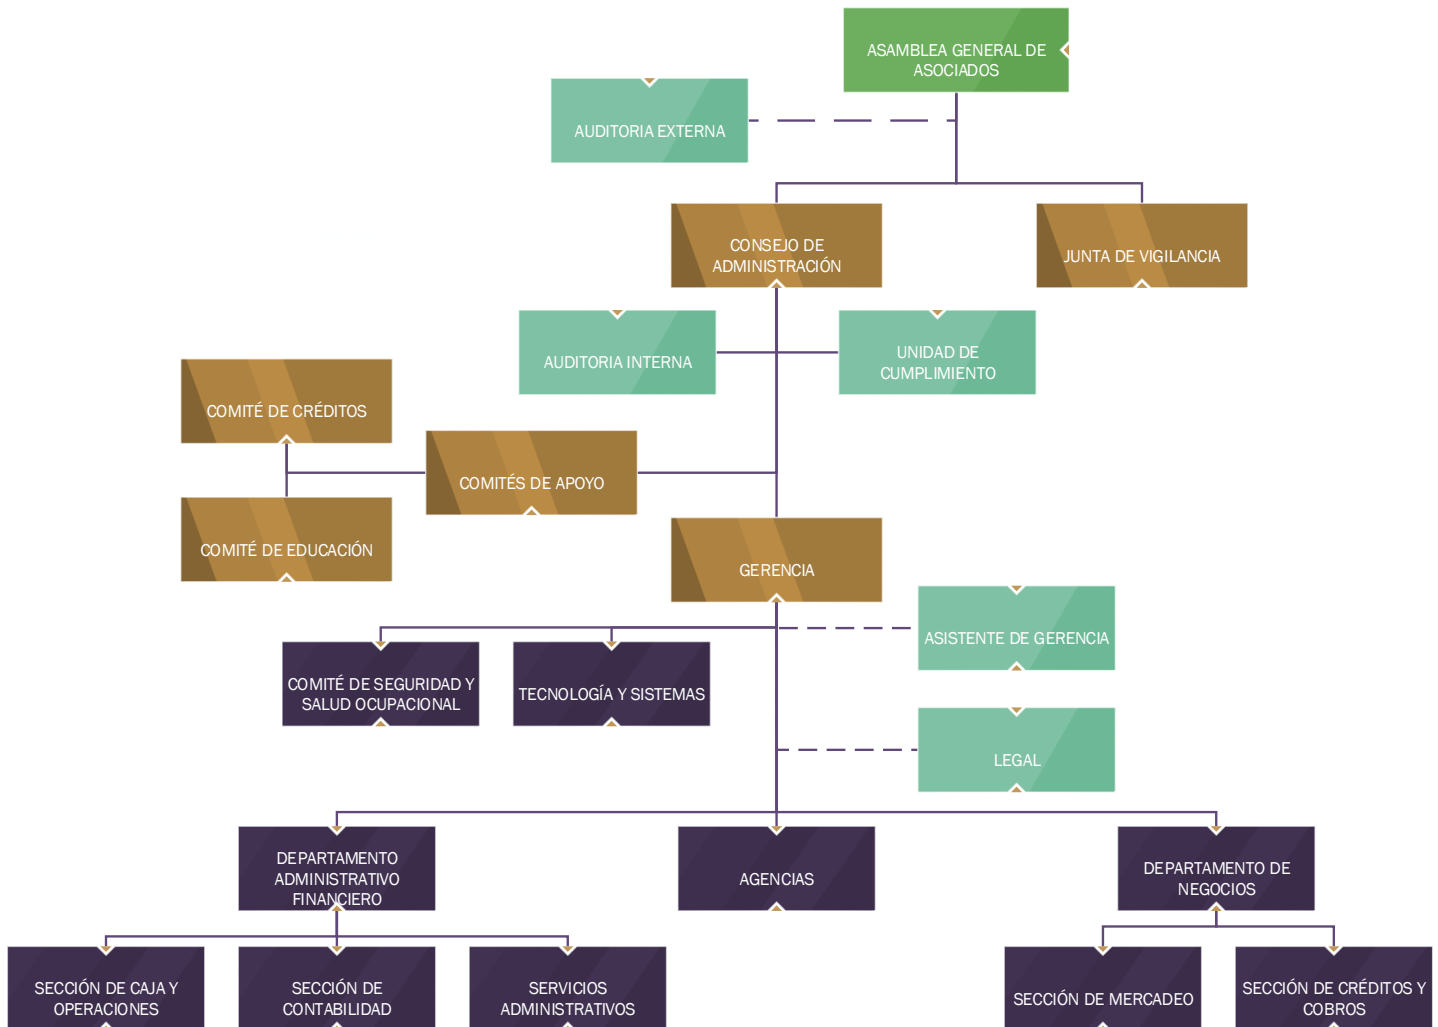 ASAMBLEA GENERAL DE
ASOCIADOS
AUDITORIA EXTERNA
CONSEJO DE
ADMINISTRACIÓN
JUNTA DE VIGILANCIA
AUDITORIA INTERNA
UNIDAD DE
CUMPLIMIENTO
COMITÉ DE CRÉDITOS
COMITÉS DE APOYO
COMITÉ DE EDUCACIÓN
GERENCIA
ASISTENTE DE GERENCIA
COMITÉ DE SEGURIDAD Y
SALUD OCUPACIONAL
TECNOLOGÍA Y SISTEMAS
LEGAL
DEPARTAMENTO
ADMINISTRATIVO
FINANCIERO
AGENCIAS
DEPARTAMENTO DE
NEGOCIOS
SECCIÓN DE CAJA Y
OPERACIONES
SECCIÓN DE
CONTABILIDAD
SERVICIOS
ADMINISTRATIVOS
SECCIÓN DE MERCADEO
SECCIÓN DE CRÉDITOS Y
COBROS